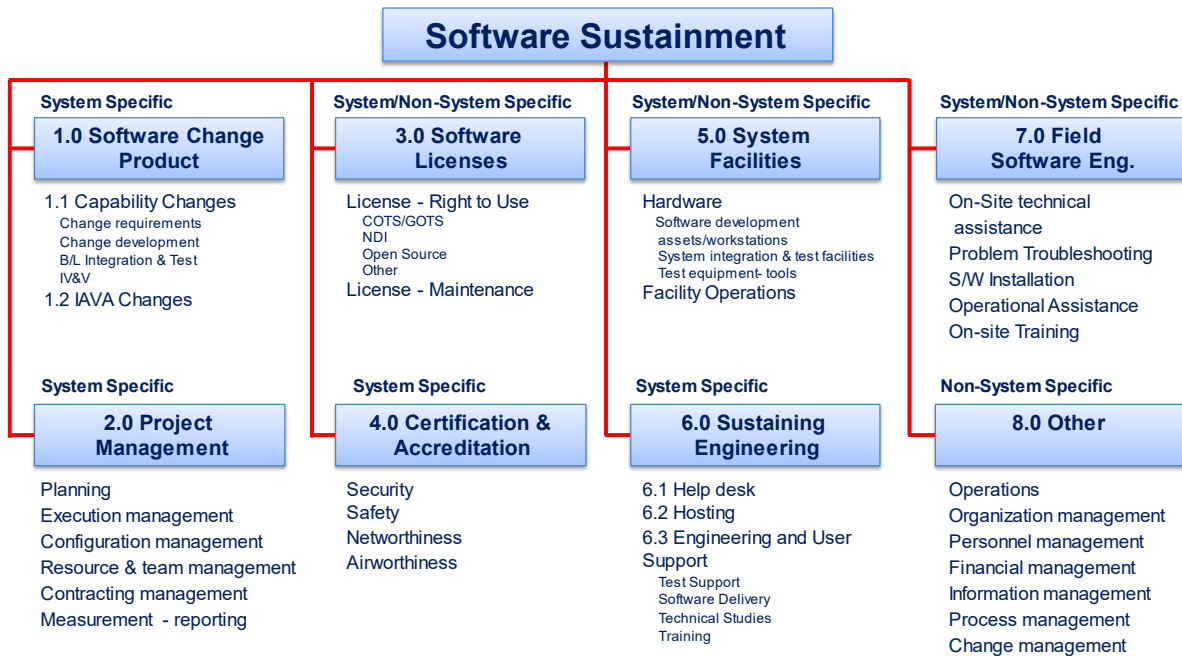 Software Sustainment
System Specific
1.0 Software Change
Product
1.1 Capability Changes
Change requirements
Change development
B/L Integration & Test
IV&V
1.2 IAVA Changes
System/Non-System Specific
3.0 Software
Licenses
License - Right to Use
COTS/GOTS
NDI
Open Source
Other
License - Maintenance
System/Non-System Specific
5.0 System
Facilities
Hardware
Software development
assets/workstations
System integration & test facilities
Test equipment- tools
Facility Operations
System/Non-System Specific
7.0 Field
Software Eng.
On-Site technical
assistance
Problem Troubleshooting
S/W Installation
Operational Assistance
On-site Training
System Specific
2.0 Project
Management
Planning
Execution management
Configuration management
Resource & team management
Contracting management
Measurement - reporting
System Specific
4.0 Certification &
Accreditation
Security
Safety
Networthiness
Airworthiness
System Specific
6.0 Sustaining
Engineering
6.1 Help desk
6.2 Hosting
6.3 Engineering and User
Support
Test Support
Software Delivery
Technical Studies
Training
Non-System Specific
8.0 Other
Operations
Organization management
Personnel management
Financial management
Information management
Process management
Change management